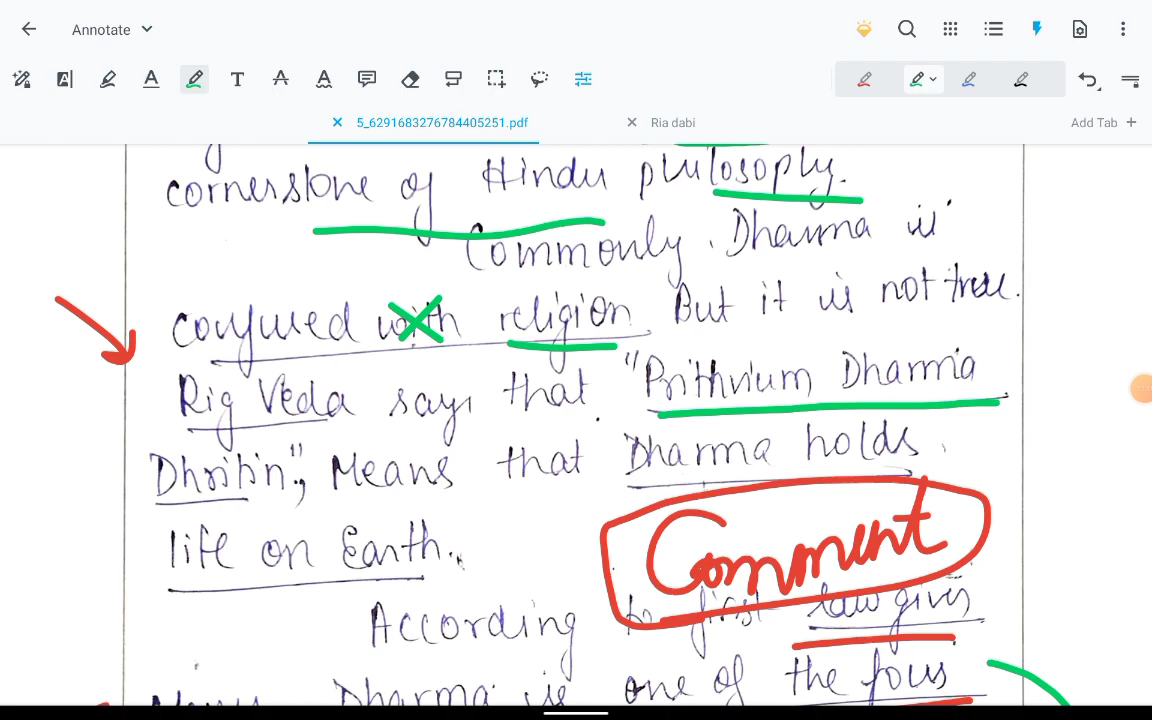 Annotate
5_6291683276784405251.pdf
Ria dabi
Add Tab +
cornerstone of Hindu philosophy.
Commonly. Dharma is
confused with religion But it is not true.
Rig Veda says that "Prithvium Dharma
Dhritin", Means that Dharma holds.
life on Earth.
Comment
According to first law giver
Manu Dharma is one of the four